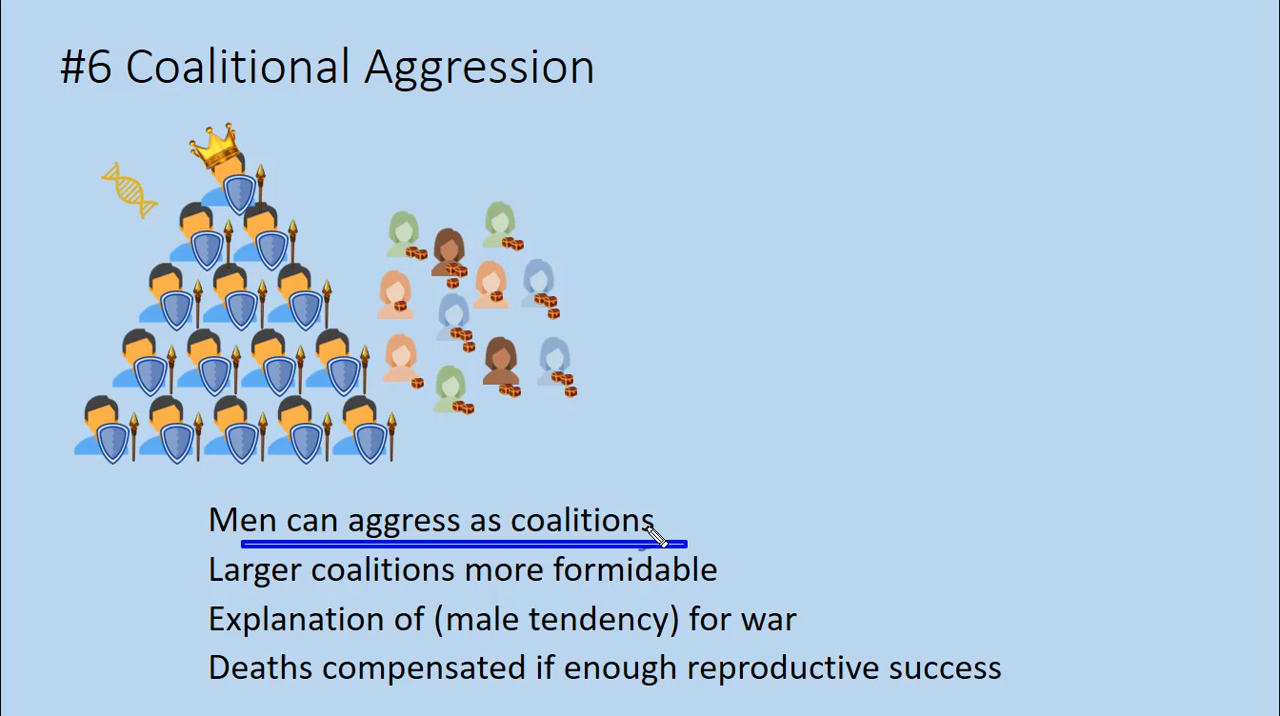 #6 Coalitional Aggression
Men can aggress as coalitions
Larger coalitions more formidable
Explanation of (male tendency) for war
Deaths compensated if enough reproductive success